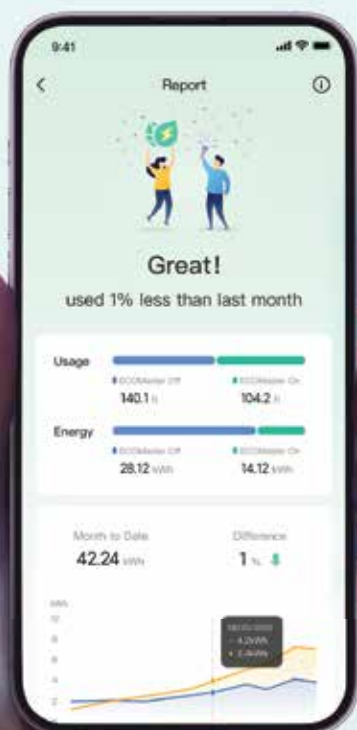 9:41
Report
Great!
used 1% less than last month
Usage
ECOMaster Off ECOMaster On
140.1 h 104.2 h
Energy
ECOMaster Off ECOMaster On
28.12 kWh 14.12 kWh
Month to Date Difference
42.24 kWh 1 %
kWh
12
8
6
4
2